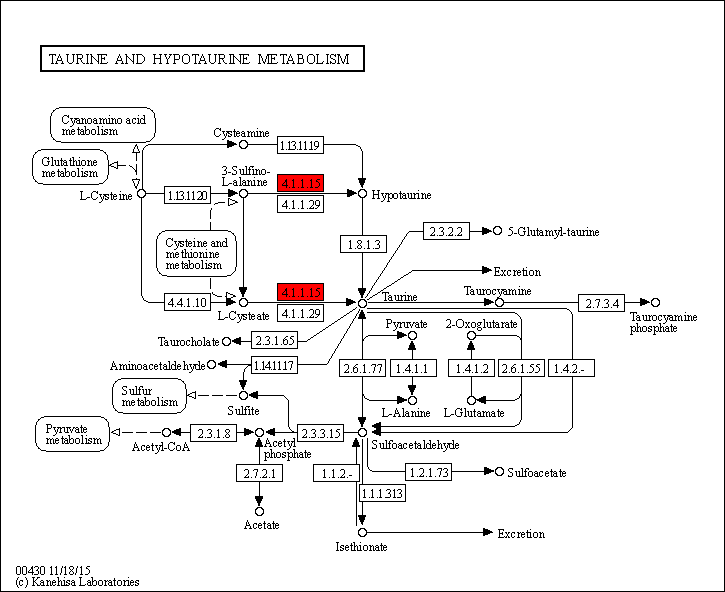 TAURINE AND HYPOTAURINE METABOLISM
Cyanoamino acid
metabolism
Cysteamine
1.13.11.19
Glutathione
metabolism
3-Sulfino-
L-alanine
4.1.1.15
L-Cysteine
1.13.11.20
4.1.1.29
Hypotaurine
Cysteine and
methionine
metabolism
1.8.1.3
2.3.2.2
5-Glutamyl-taurine
Excretion
4.4.1.10
L-Cysteate
4.1.1.15
4.1.1.29
Taurine
Taurocyamine
2.7.3.4
Taurocyamine
phosphate
Taurocholate
2.3.1.65
Pyruvate
2-Oxoglutarate
Aminoacetaldehyde
1.14.11.17
2.6.1.77
1.4.1.1
1.4.1.2
2.6.1.55
1.4.2.-
Sulfur
metabolism
Sulfite
L-Alanine
L-Glutamate
Pyruvate
metabolism
Acetyl-CoA
2.3.1.8
Acetyl
phosphate
2.3.3.15
Sulfoacetaldehyde
2.7.2.1
1.1.2.-
1.2.1.73
Sulfoacetate
1.1.1.313
Acetate
Isethionate
Excretion
00430 11/18/15
(c) Kanehisa Laboratories